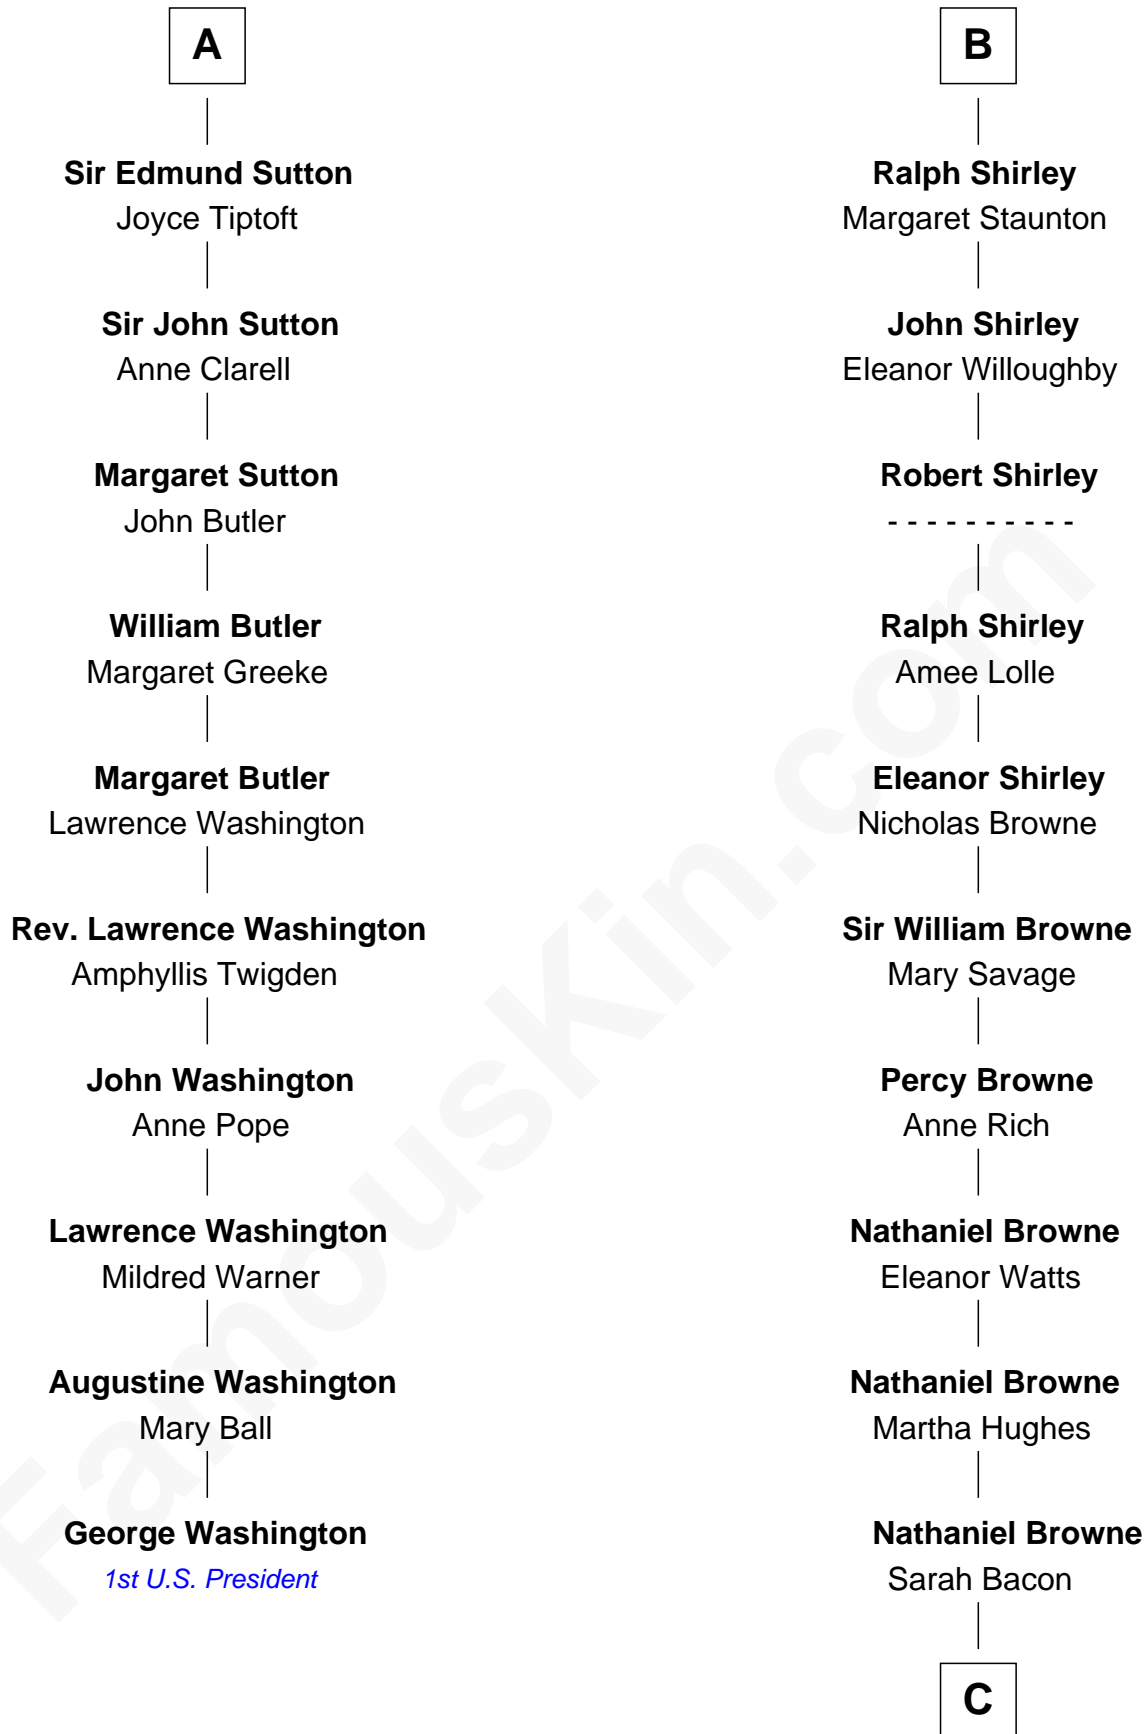 A
Sir Edmund Sutton
Joyce Tiptoft
Sir John Sutton
Anne Clarell
Margaret Sutton
John Butler
William Butler
Margaret Greeke
Margaret Butler
Lawrence Washington
Rev. Lawrence Washington
Amphyllis Twigden
John Washington
Anne Pope
Lawrence Washington
Mildred Warner
Augustine Washington
Mary Ball
George Washington
1st U.S. President
B
Ralph Shirley
Margaret Staunton
John Shirley
Eleanor Willoughby
Robert Shirley
- - - - - - - - - -
Ralph Shirley
Amee Lolle
Eleanor Shirley
Nicholas Browne
Sir William Browne
Mary Savage
Percy Browne
Anne Rich
Nathaniel Browne
Eleanor Watts
Nathaniel Browne
Martha Hughes
Nathaniel Browne
Sarah Bacon
C
FamousKin.com